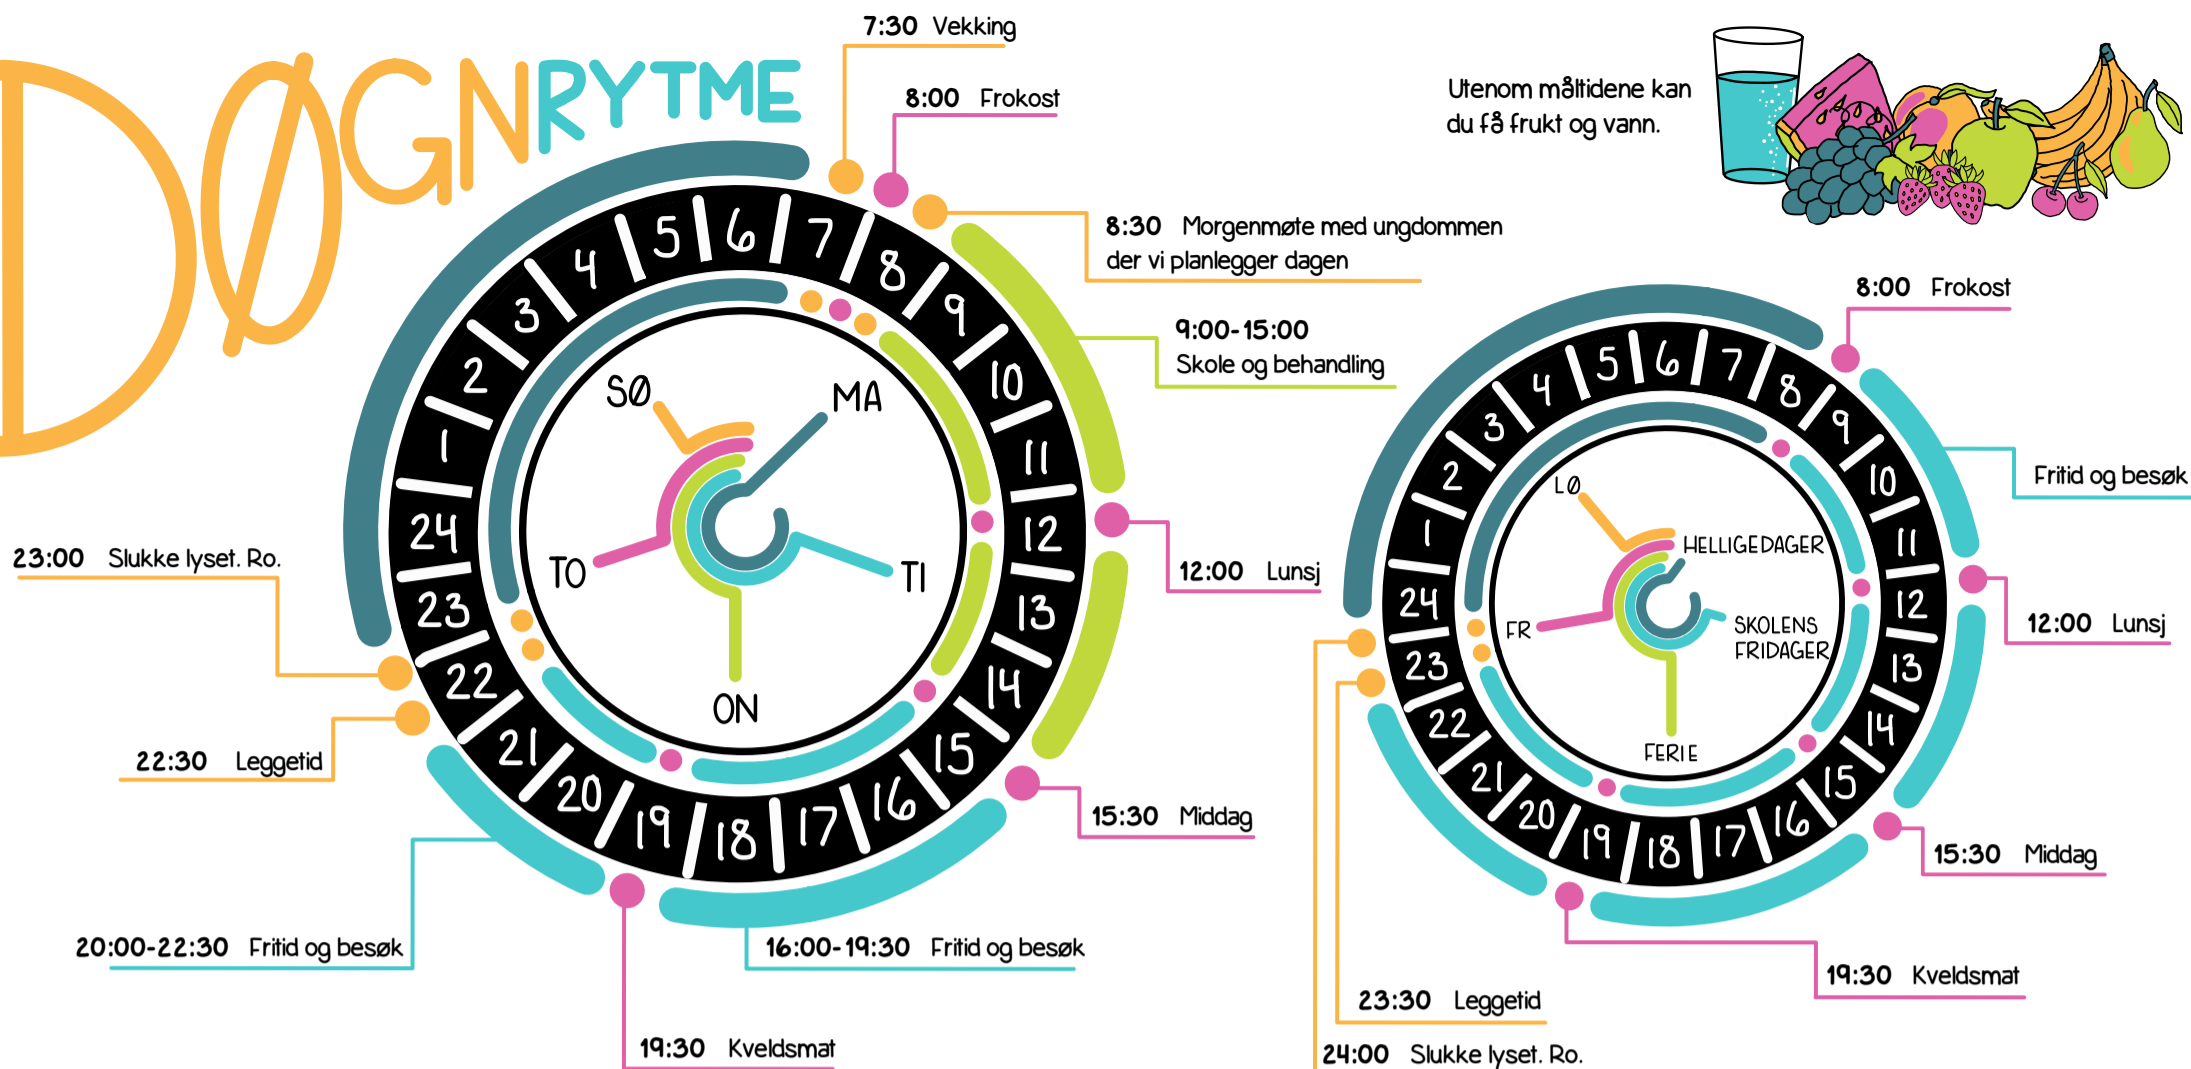 DØGNRYTME
7:30 Vekking
8:00 Frokost
8:30 Morgenmøte med ungdommen
der vi planlegger dagen
9:00-15:00
Skole og behandling
12:00 Lunsj
15:30 Middag
16:00-19:30 Fritid og besøk
19:30 Kveldsmat
20:00-22:30 Fritid og besøk
22:30 Leggetid
23:00 Slukke lyset. Ro.
1
2
3
4
5
6
7
8
9
10
11
12
13
14
15
16
17
18
19
20
21
22
23
24
MA
TI
ON
TO
SØ
Utenom måltidene kan
du få frukt og vann.
8:00 Frokost
Fritid og besøk
12:00 Lunsj
15:30 Middag
19:30 Kveldsmat
23:30 Leggetid
24:00 Slukke lyset. Ro.
1
2
3
4
5
6
7
8
9
10
11
12
13
14
15
16
17
18
19
20
21
22
23
24
LØ
HELLIGEDAGER
SKOLENS
FRIDAGER
FERIE
FR